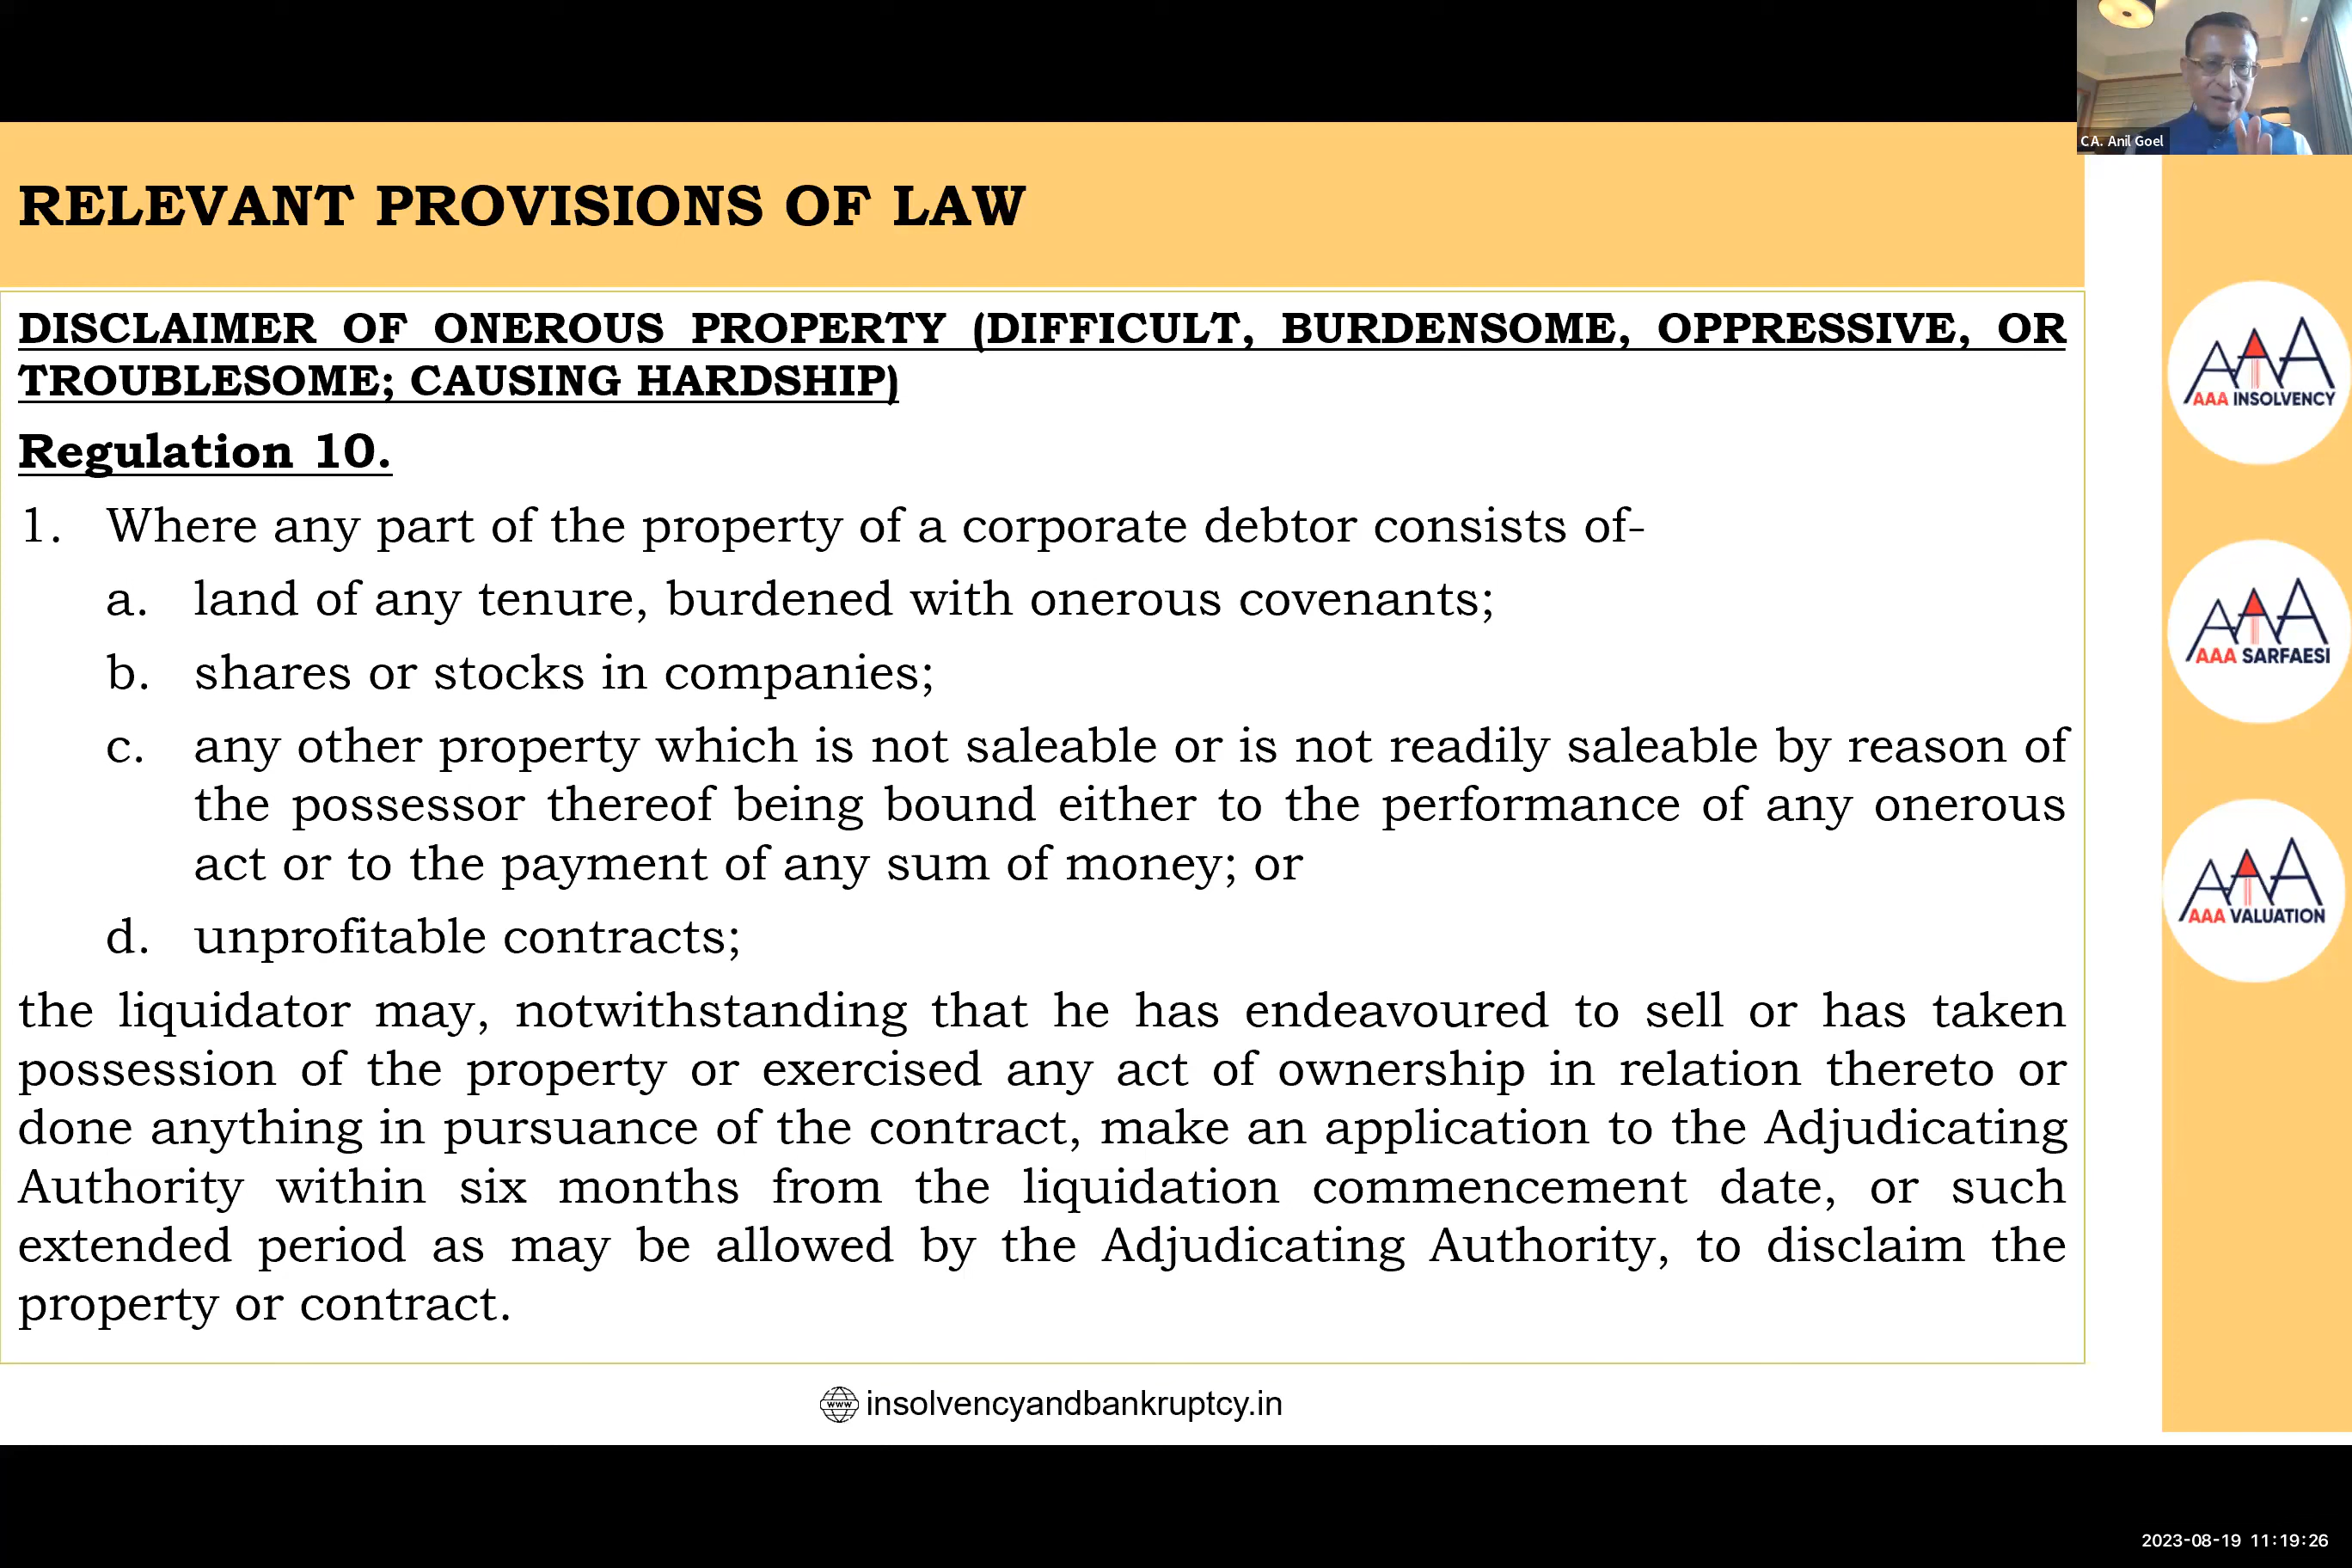 CA. Anil Goel
RELEVANT PROVISIONS OF LAW
DISCLAIMER OF ONEROUS PROPERTY (DIFFICULT, BURDENSOME, OPPRESSIVE, OR
TROUBLESOME; CAUSING HARDSHIP)
Regulation 10.
1. Where any part of the property of a corporate debtor consists of-
a. land of any tenure, burdened with onerous covenants;
b. shares or stocks in companies;
c. any other property which is not saleable or is not readily saleable by reason of
the possessor thereof being bound either to the performance of any onerous
act or to the payment of any sum of money; or
d. unprofitable contracts;
the liquidator may, notwithstanding that he has endeavoured to sell or has taken
possession of the property or exercised any act of ownership in relation thereto or
done anything in pursuance of the contract, make an application to the Adjudicating
Authority within six months from the liquidation commencement date, or such
extended period as may be allowed by the Adjudicating Authority, to disclaim the
property or contract.
www insolvencyandbankruptcy.in
AAA
AAA INSOLVENCY
AAA
AAA SARFAESI
AAA
AAA VALUATION
2023-08-19 11:19:26